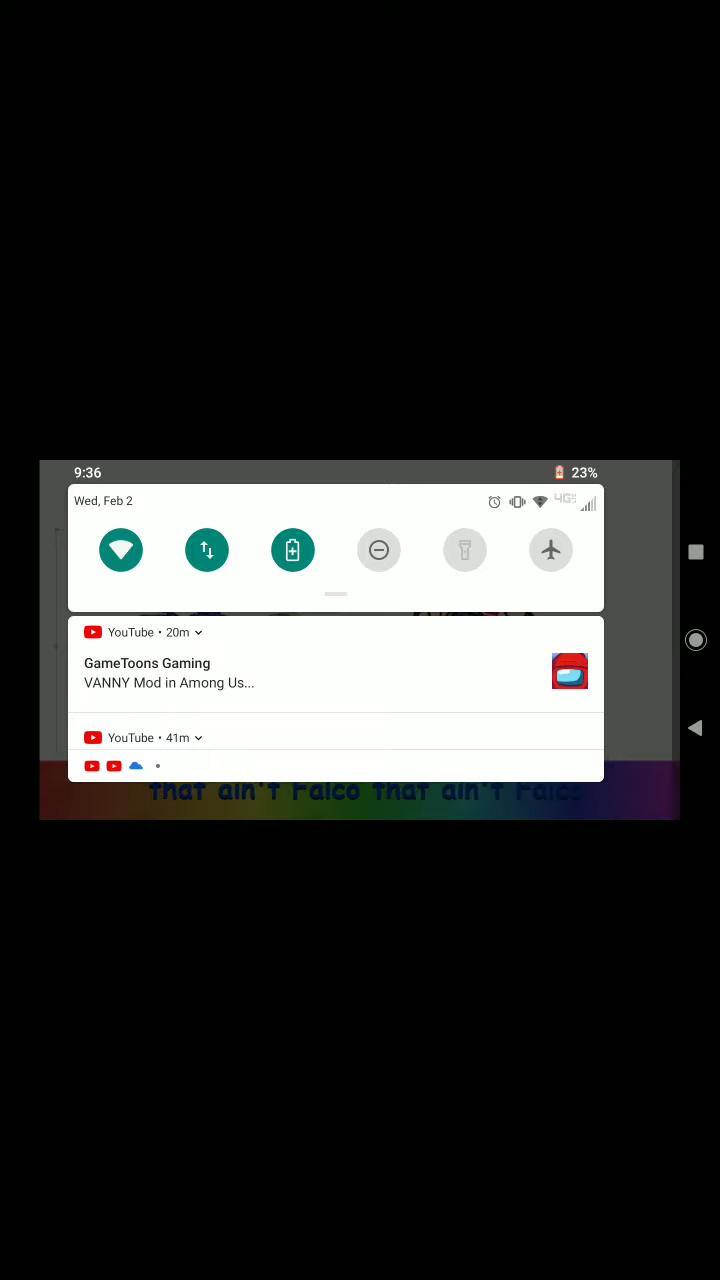 9:36
23%
Wed, Feb 2
4G
YouTube • 20m
GameToons Gaming
VANNY Mod in Among Us...
YouTube • 41m
that ain't Falco that ain't Falco